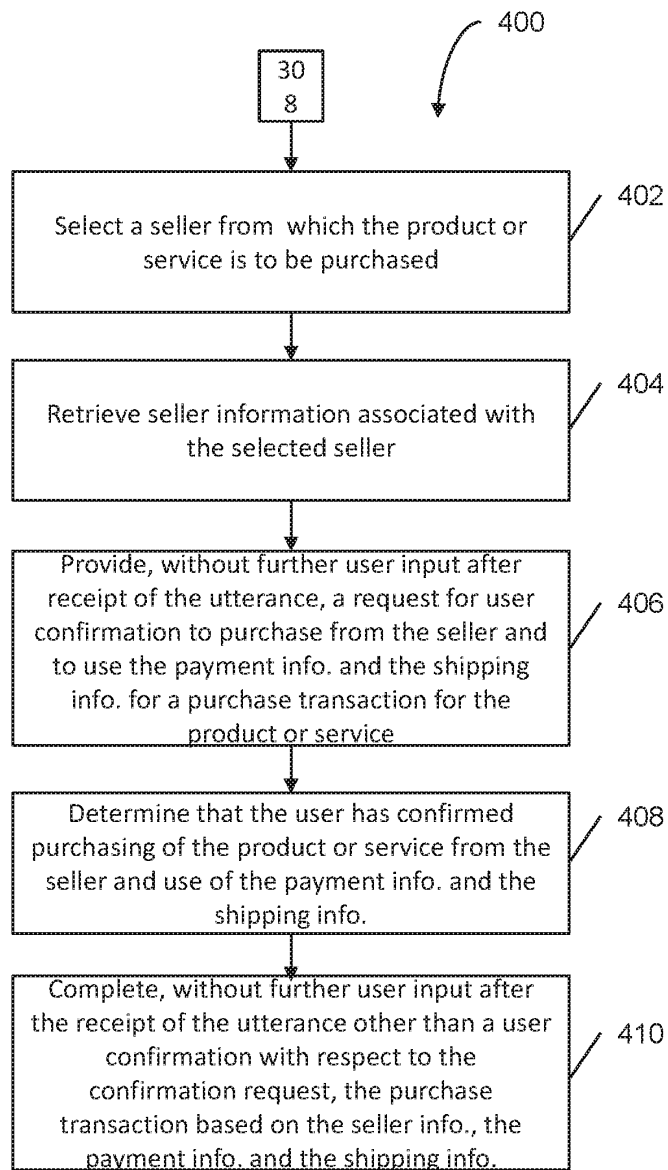 400
30
8
Select a seller from which the product or
service is to be purchased
402
Retrieve seller information associated with
the selected seller
404
Provide, without further user input after
receipt of the utterance, a request for user
confirmation to purchase from the seller and
to use the payment info. and the shipping
info. for a purchase transaction for the
product or service
406
Determine that the user has confirmed
purchasing of the product or service from the
seller and use of the payment info. and the
shipping info.
408
Complete, without further user input after
the receipt of the utterance other than a user
confirmation with respect to the
confirmation request, the purchase
transaction based on the seller info., the
payment info. and the shipping info.
410